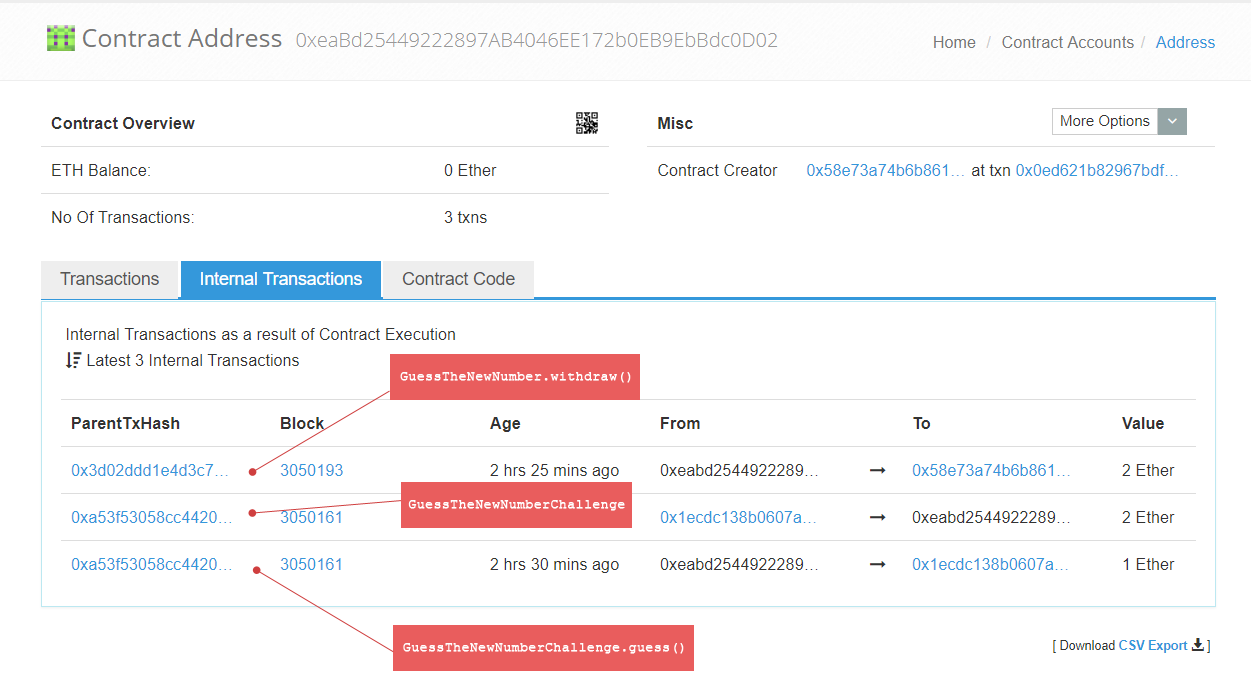 Contract Address 0xeaBd25449222897AB4046EE172b0EB9EbBdc0D02
Home / Contract Accounts / Address
Contract Overview
ETH Balance: 0 Ether
No Of Transactions: 3 txns
Misc More Options
Contract Creator 0x58e73a74b6b861... at txn 0x0ed621b82967bdf...
Transactions Internal Transactions Contract Code
Internal Transactions as a result of Contract Execution
Latest 3 Internal Transactions
GuessTheNewNumber.withdraw()
ParentTxHash Block Age From To Value
0x3d02ddd1e4d3c7... 3050193 2 hrs 25 mins ago 0xeabd2544922289... → 0x58e73a74b6b861... 2 Ether
GuessTheNewNumberChallenge
0xa53f53058cc4420... 3050161 0x1ecdc138b0607a... → 0xeabd2544922289... 2 Ether
0xa53f53058cc4420... 3050161 2 hrs 30 mins ago 0xeabd2544922289... → 0x1ecdc138b0607a... 1 Ether
GuessTheNewNumberChallenge.guess()
[ Download CSV Export ]